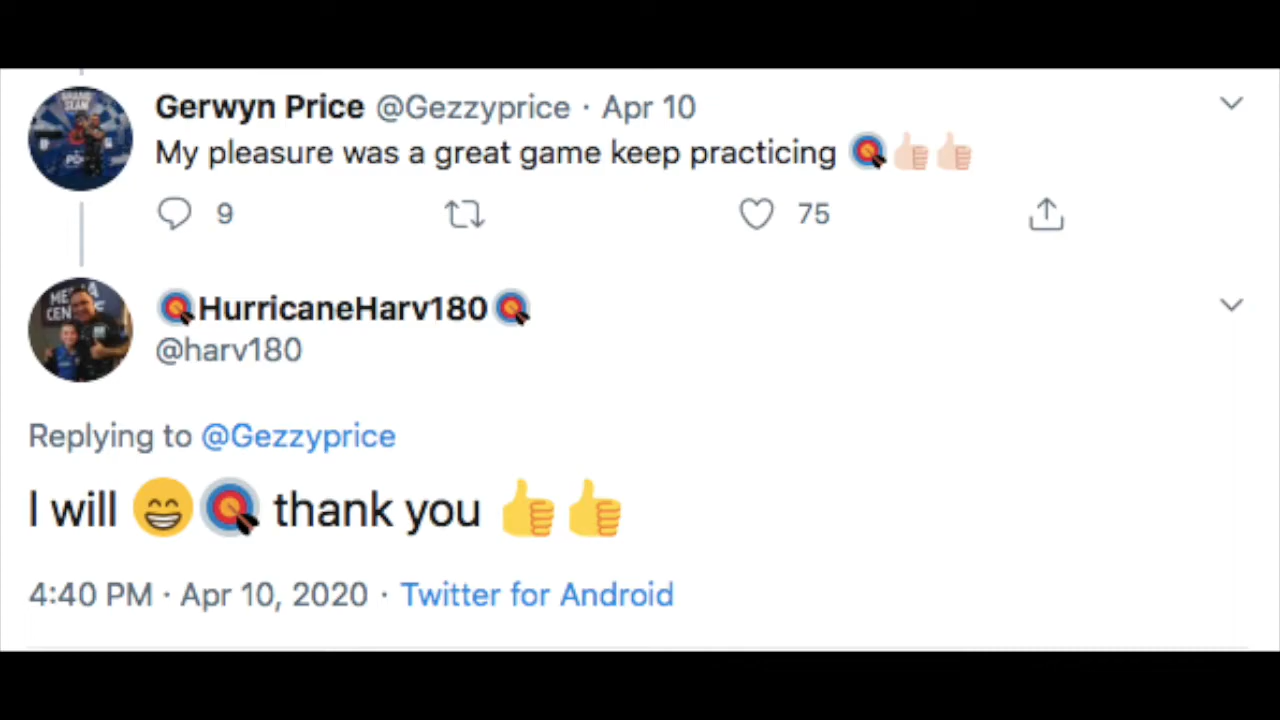 Gerwyn Price @Gezzyprice · Apr 10
My pleasure was a great game keep practicing 🎯👍🏻👍🏻
9 75
🎯HurricaneHarv180🎯
@harv180
Replying to @Gezzyprice
I will 😁🎯 thank you 👍👍
4:40 PM · Apr 10, 2020 · Twitter for Android